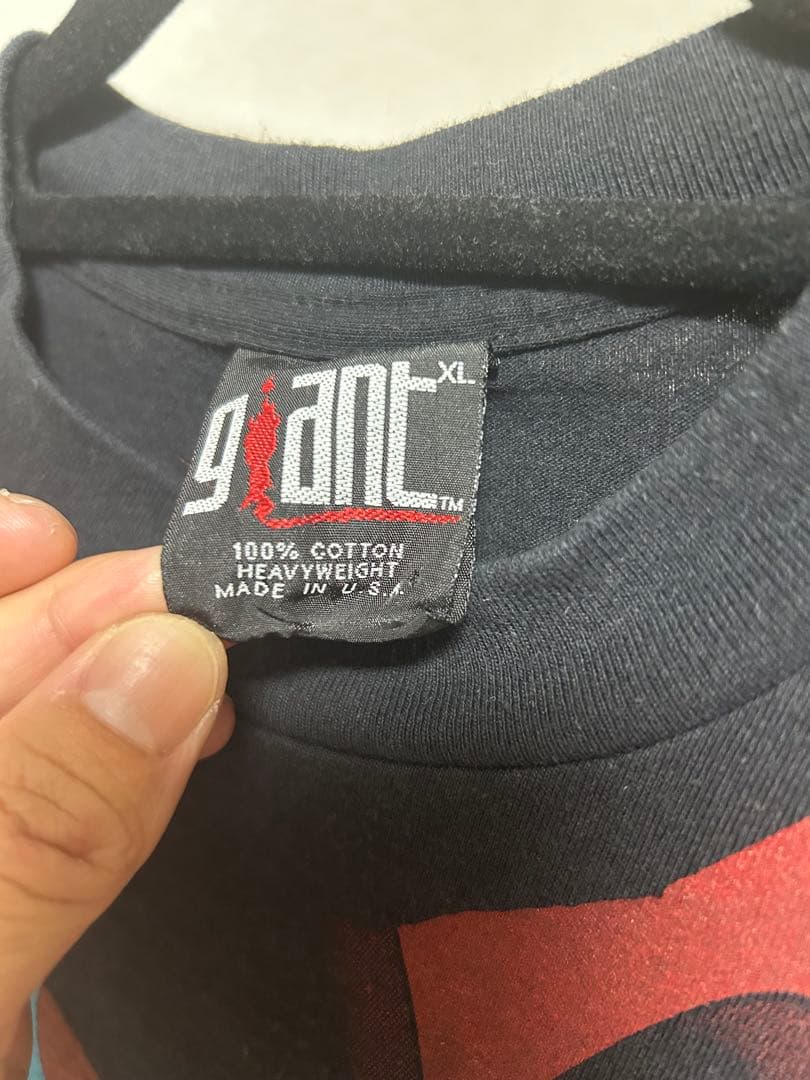 giant XL
TM
100% COTTON
HEAVYWEIGHT
MADE IN U.S.A.